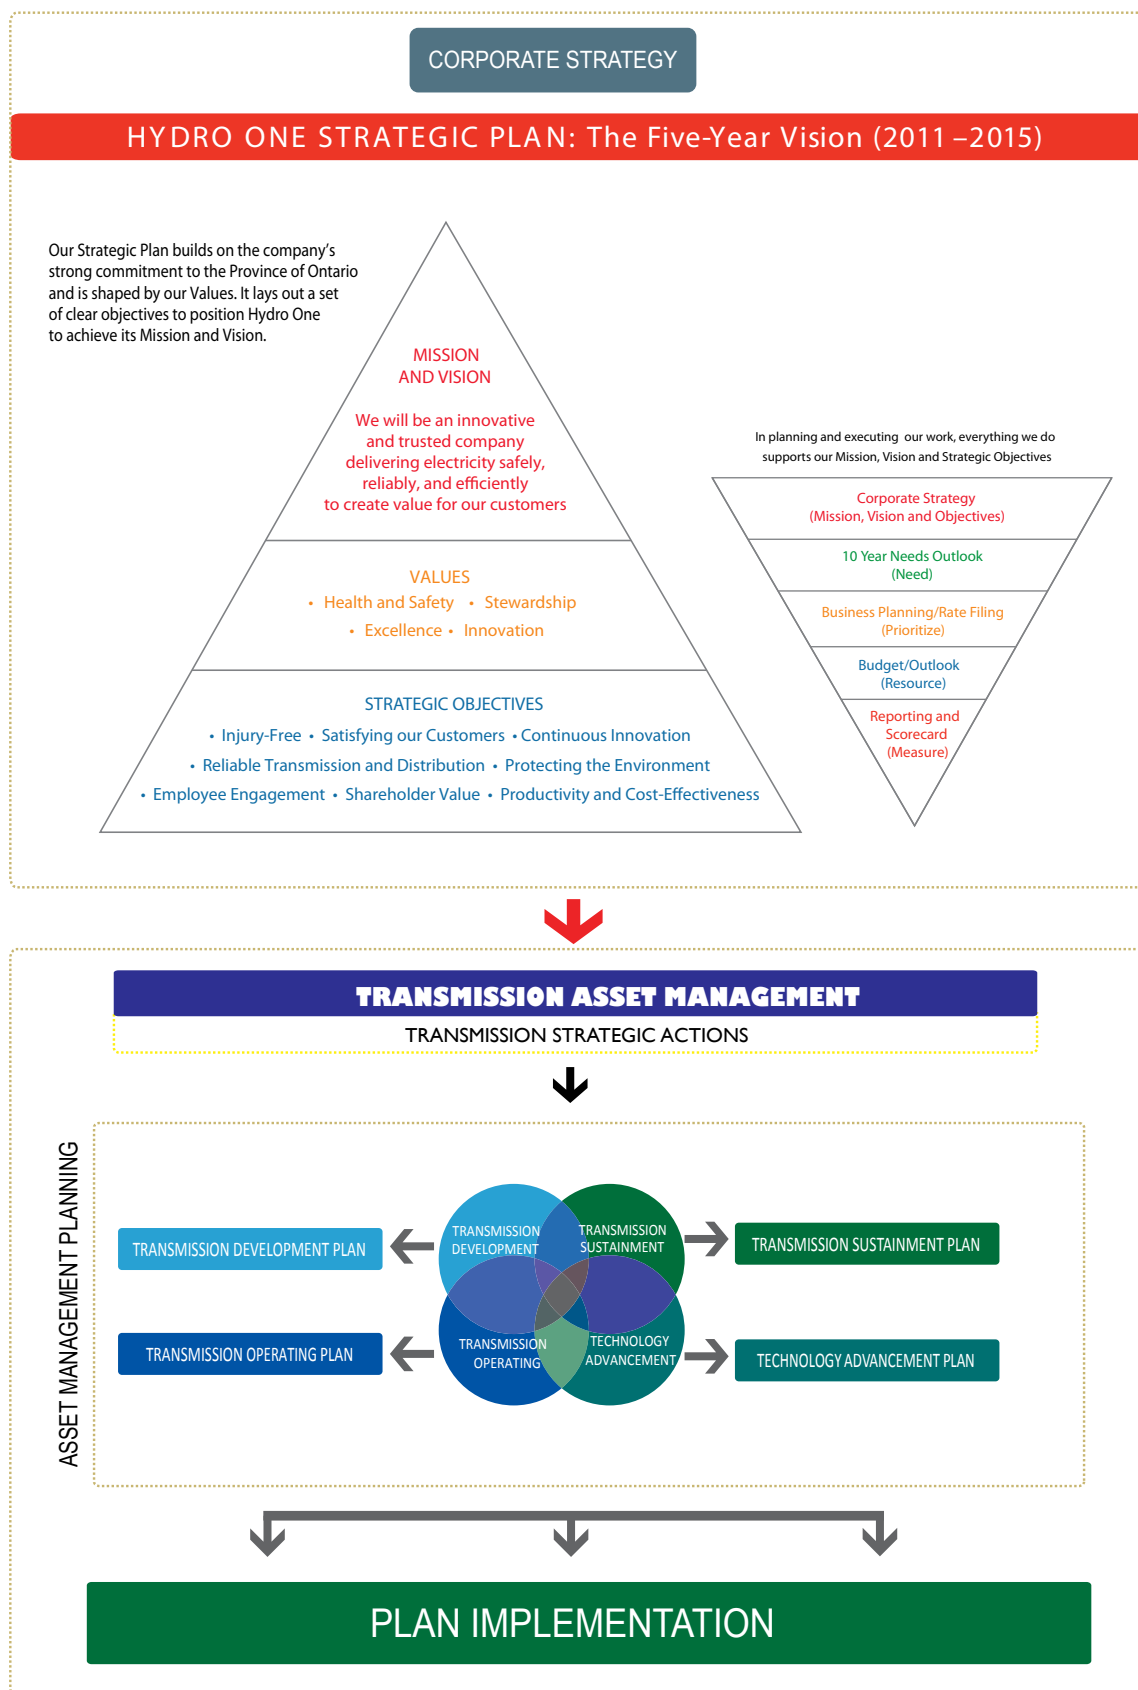 CORPORATE STRATEGY
HYDRO ONE STRATEGIC PLAN: The Five-Year Vision (2011 –2015)
Our Strategic Plan builds on the company’s
strong commitment to the Province of Ontario
and is shaped by our Values. It lays out a set
of clear objectives to position Hydro One
to achieve its Mission and Vision.
MISSION
AND VISION
We will be an innovative
and trusted company
delivering electricity safely,
reliably, and efficiently
to create value for our customers
VALUES
• Health and Safety • Stewardship
• Excellence • Innovation
STRATEGIC OBJECTIVES
• Injury-Free • Satisfying our Customers • Continuous Innovation
• Reliable Transmission and Distribution • Protecting the Environment
• Employee Engagement • Shareholder Value • Productivity and Cost-Effectiveness
In planning and executing our work, everything we do
supports our Mission, Vision and Strategic Objectives
Corporate Strategy
(Mission, Vision and Objectives)
10 Year Needs Outlook
(Need)
Business Planning/Rate Filing
(Prioritize)
Budget/Outlook
(Resource)
Reporting and
Scorecard
(Measure)
TRANSMISSION ASSET MANAGEMENT
TRANSMISSION STRATEGIC ACTIONS
ASSET MANAGEMENT PLANNING
TRANSMISSION DEVELOPMENT PLAN
TRANSMISSION
DEVELOPMENT
TRANSMISSION
SUSTAINMENT
TRANSMISSION SUSTAINMENT PLAN
TRANSMISSION OPERATING PLAN
TRANSMISSION
OPERATING
TECHNOLOGY
ADVANCEMENT
TECHNOLOGY ADVANCEMENT PLAN
PLAN IMPLEMENTATION